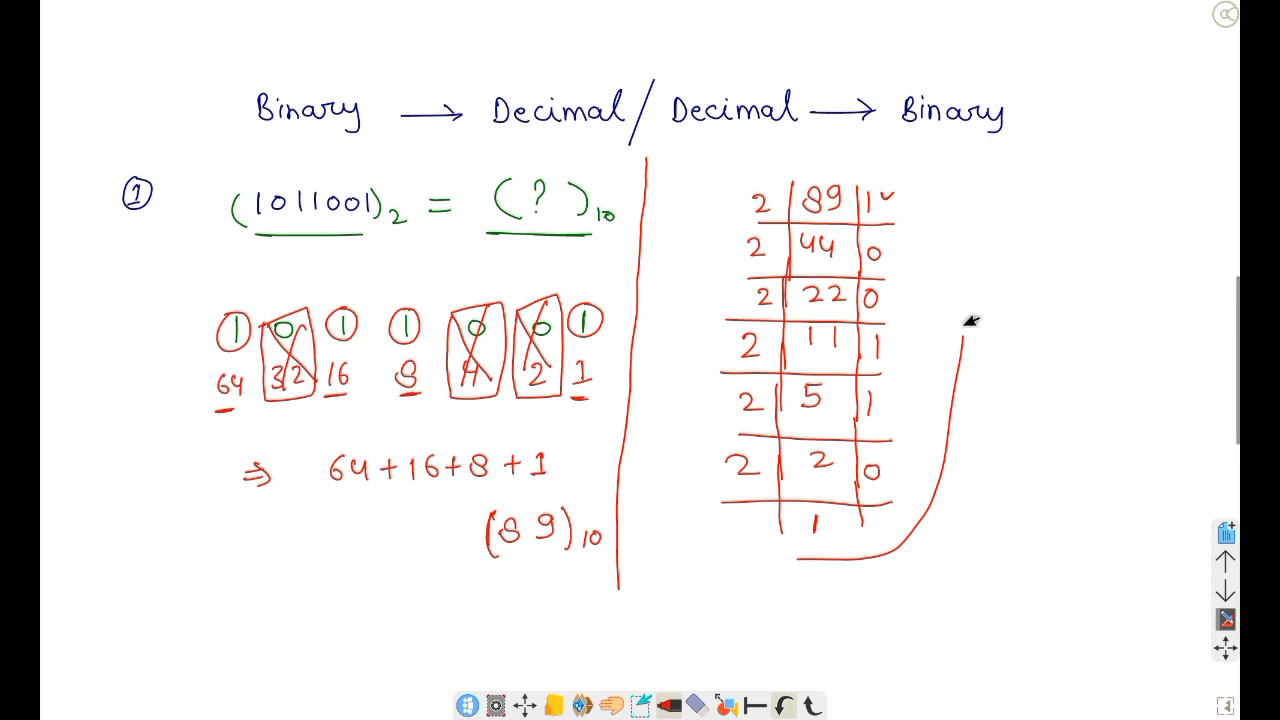 Binary → Decimal / Decimal → Binary
① (1011001)₂ = (?)₁₀
1 0 1 1 0 0 1
64 32 16 8 4 2 1
⇒ 64+16+8+1
(89)₁₀
2 | 89 | 1 ✓
2 | 44 | 0
2 | 22 | 0
2 | 11 | 1
2 | 5 | 1
2 | 2 | 0
1